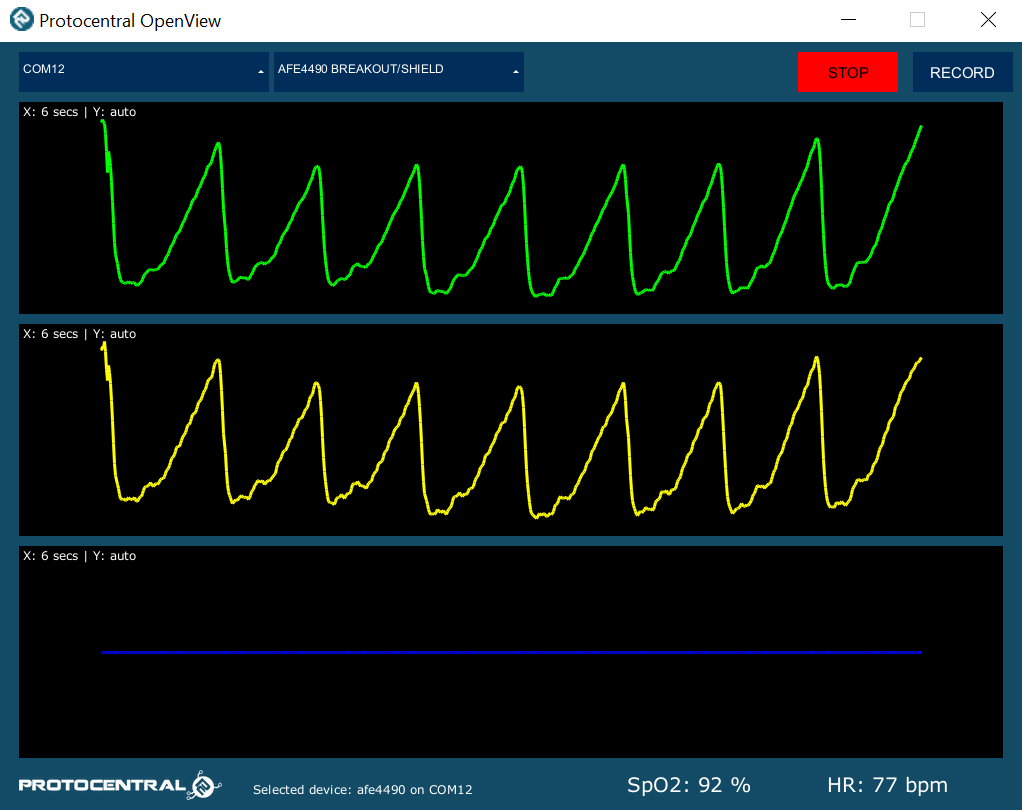 Protocentral OpenView
COM12
AFE4490 BREAKOUT/SHIELD
STOP
RECORD
X: 6 secs | Y: auto
X: 6 secs | Y: auto
X: 6 secs | Y: auto
PROTOCENTRAL
Selected device: afe4490 on COM12
SpO2: 92 %
HR: 77 bpm